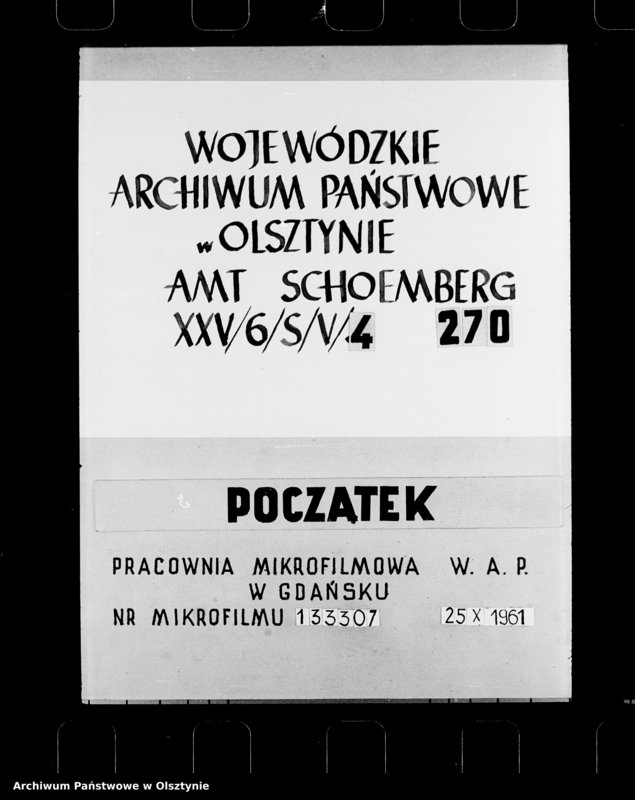 WOJEWÓDZKIE
ARCHIWUM PAŃSTWOWE
w OLSZTYNIE
AMT SCHOEMBERG
XXV/6/S/V/4 270
POCZĄTEK
PRACOWNIA MIKROFILMOWA W. A. P.
W GDAŃSKU
NR MIKROFILMU 133307 25 X 1961
Archiwum Państwowe w Olsztynie